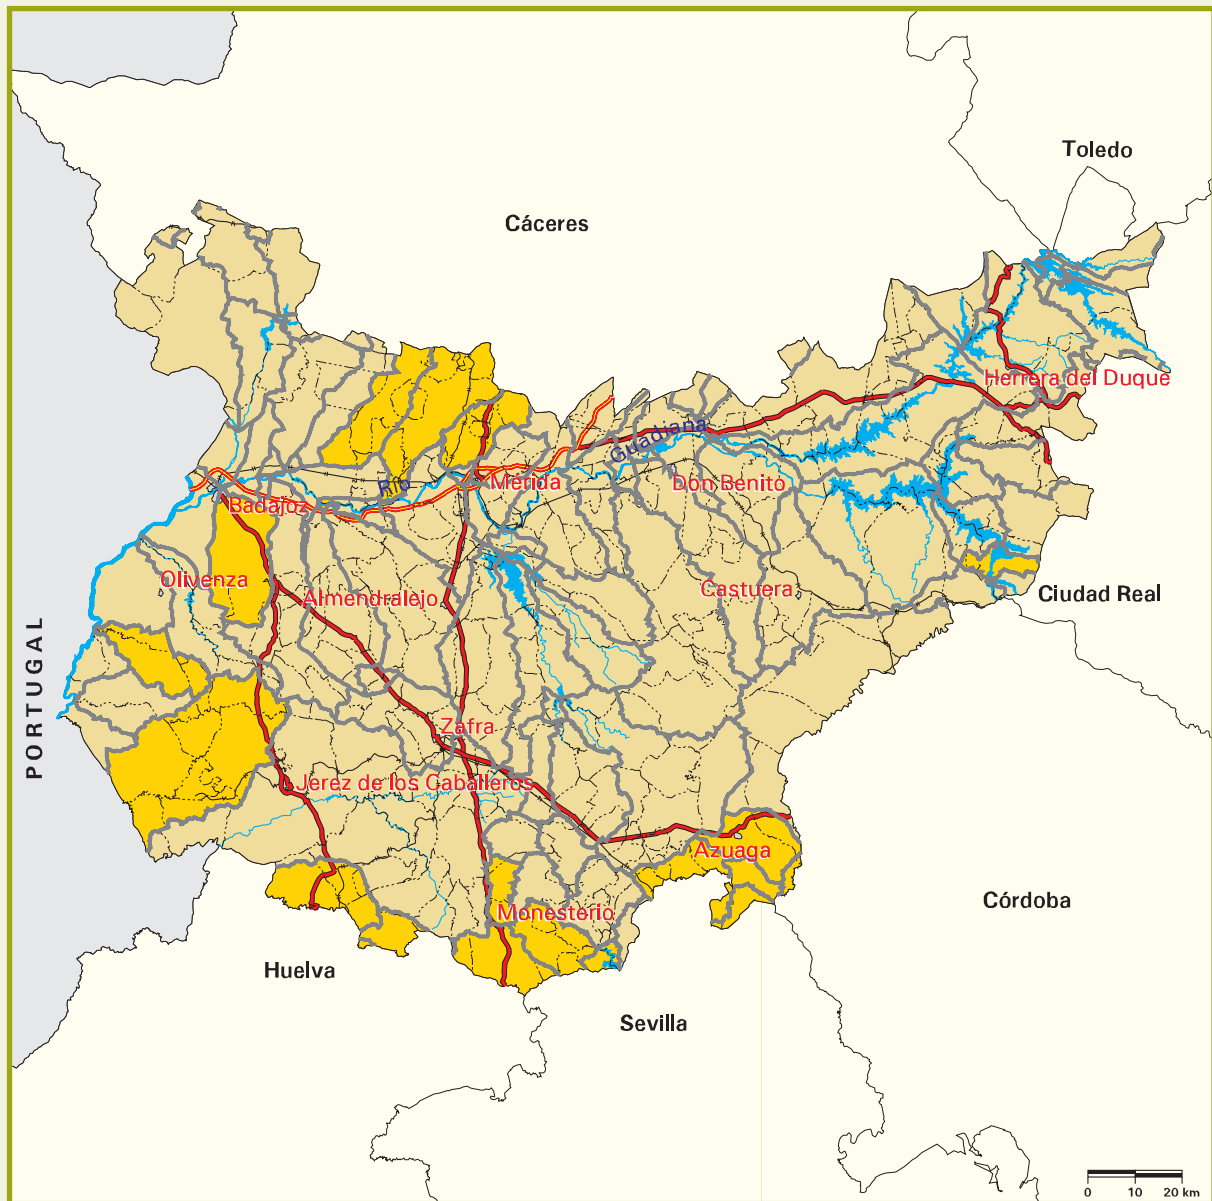 Toledo
Cáceres
Herrera del Duque
Río Guadiana
Mérida
Don Benito
Badajoz
Olivenza
Almendralejo
Castuera
Ciudad Real
PORTUGAL
Zafra
Jerez de los Caballeros
Azuaga
Córdoba
Monesterio
Huelva
Sevilla
0 10 20 km